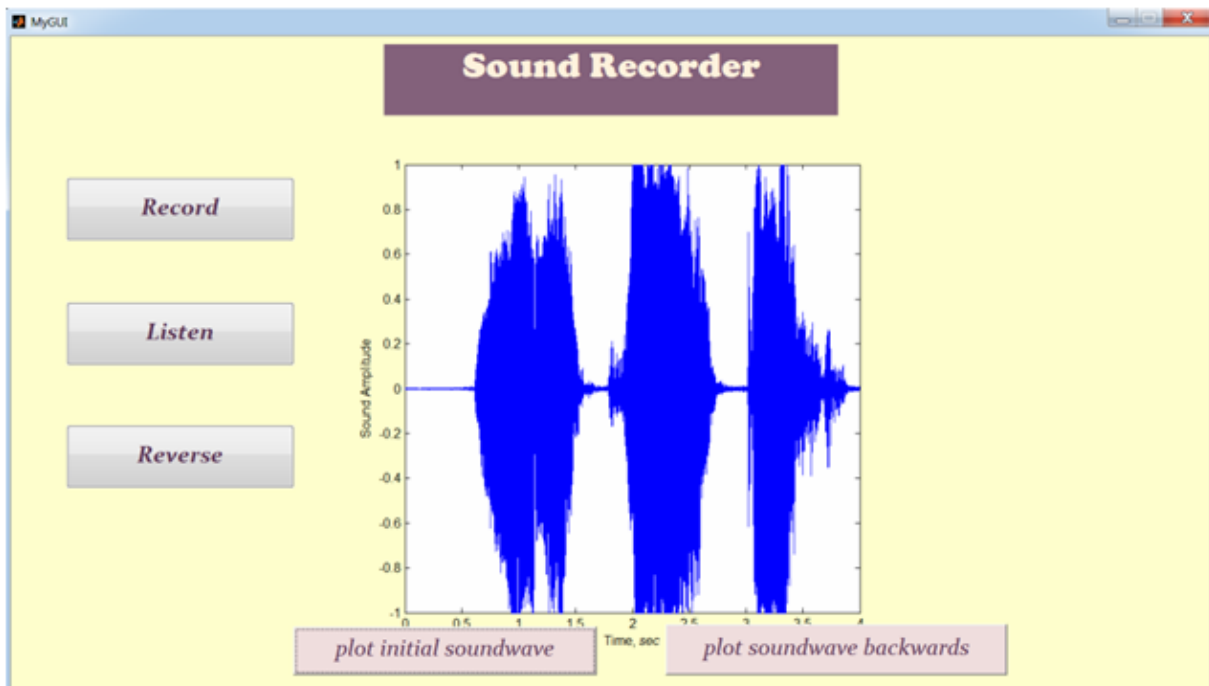 MyGUI
Sound Recorder
Record
Listen
Reverse
1
0.8
0.6
0.4
0.2
0
-0.2
-0.4
-0.6
-0.8
-1
Sound Amplitude
0 0.5 1 1.5 2 2.5 3 3.5 4
Time, sec
plot initial soundwave
plot soundwave backwards